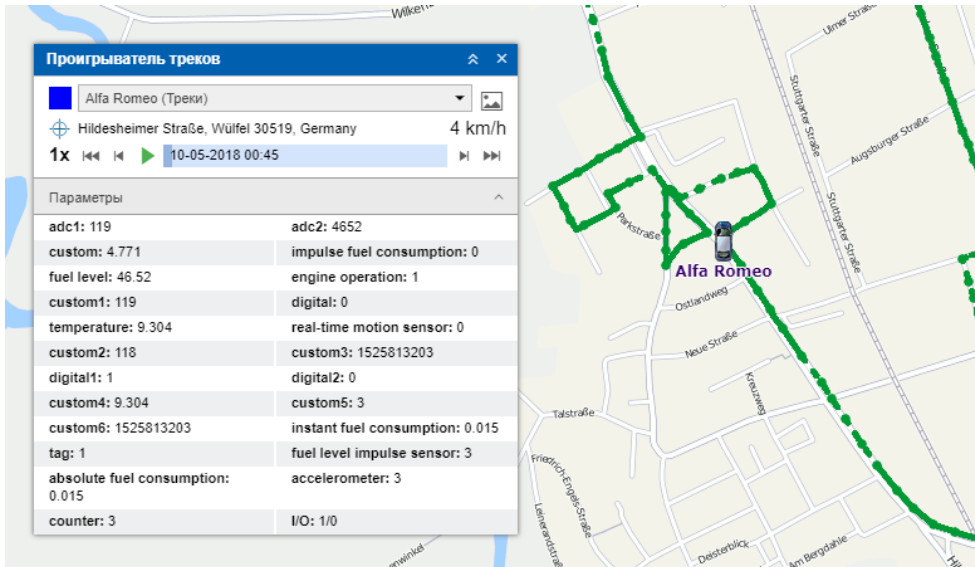 Проигрыватель треков
Alfa Romeo (Треки)
Hildesheimer Straße, Wülfel 30519, Germany 4 km/h
1x 10-05-2018 00:45
Параметры
adc1: 119 adc2: 4652
custom: 4.771 impulse fuel consumption: 0
fuel level: 46.52 engine operation: 1
custom1: 119 digital: 0
temperature: 9.304 real-time motion sensor: 0
custom2: 118 custom3: 1525813203
digital1: 1 digital2: 0
custom4: 9.304 custom5: 3
custom6: 1525813203 instant fuel consumption: 0.015
tag: 1 fuel level impulse sensor: 3
absolute fuel consumption:
0.015 accelerometer: 3
counter: 3 I/O: 1/0
Ulmer Straße
Stuttgarter Straße
Augsburger Straße
Stuttgarter Straße
Parkstraße
Alfa Romeo
Ostlandweg
Neue Straße
Kreuzweg
Talstraße
Friedrich-Engels-Straße
Leinerandstraße
Deisterblick
Am Bergdahle